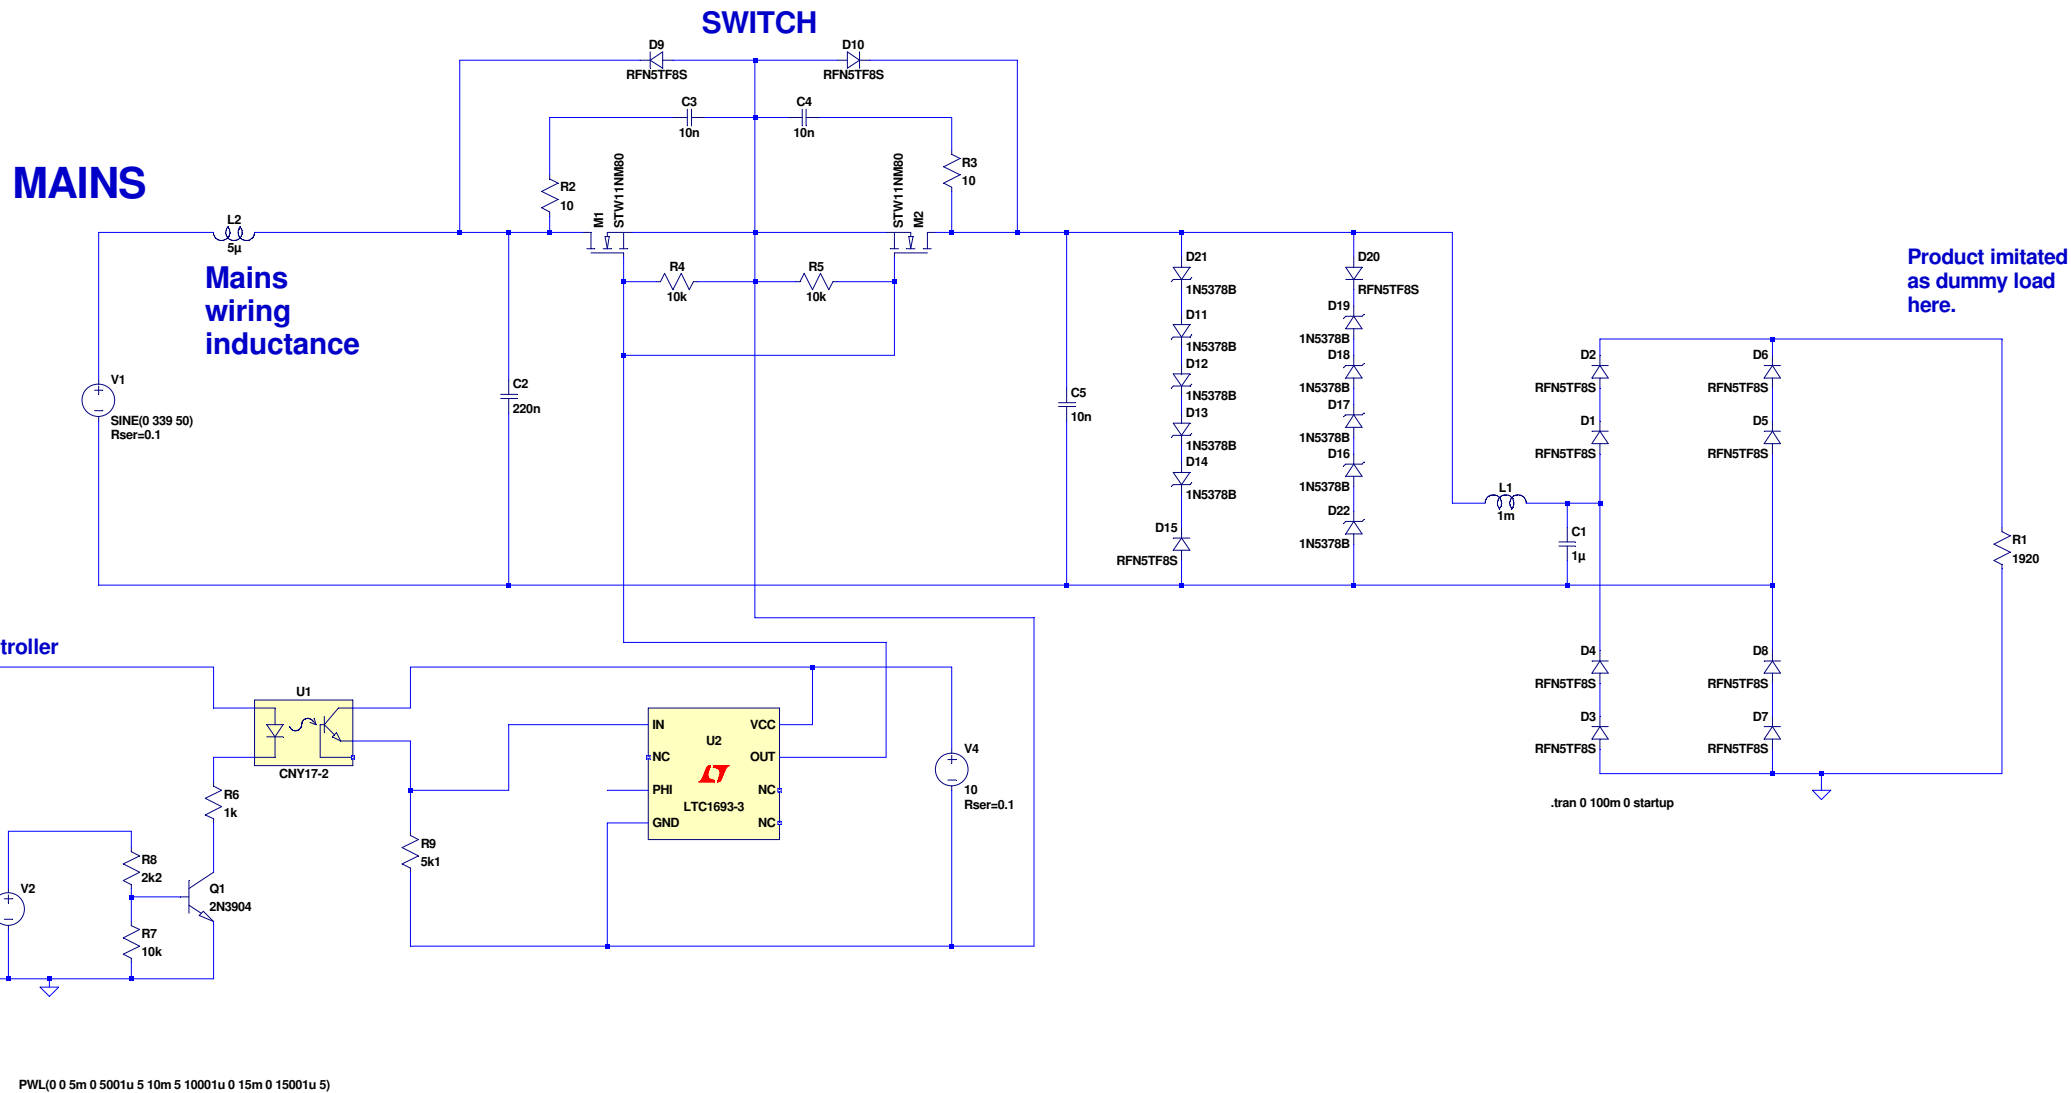 SWITCH
D9
RFN5TF8S
D10
RFN5TF8S
C3
10n
C4
10n
MAINS
R2
10
M1
STW11NM80
STW11NM80
M2
R3
10
L2
5µ
Mains
wiring
inductance
R4
10k
R5
10k
D21
1N5378B
D20
RFN5TF8S
Product imitated
as dummy load
here.
D11
1N5378B
D19
1N5378B
D12
1N5378B
D18
1N5378B
D13
1N5378B
D17
1N5378B
D14
1N5378B
D16
1N5378B
D15
RFN5TF8S
D22
1N5378B
V1
SINE(0 339 50)
Rser=0.1
C2
220n
C5
10n
D2
RFN5TF8S
D6
RFN5TF8S
D1
RFN5TF8S
D5
RFN5TF8S
L1
1m
C1
1µ
R1
1920
troller
D4
RFN5TF8S
D8
RFN5TF8S
D3
RFN5TF8S
D7
RFN5TF8S
U1
CNY17-2
IN
VCC
U2
NC
OUT
PHI
NC
LTC1693-3
GND
NC
V4
10
Rser=0.1
.tran 0 100m 0 startup
R6
1k
R9
5k1
R8
2k2
V2
Q1
2N3904
R7
10k
PWL(0 0 5m 0 5001u 5 10m 5 10001u 0 15m 0 15001u 5)